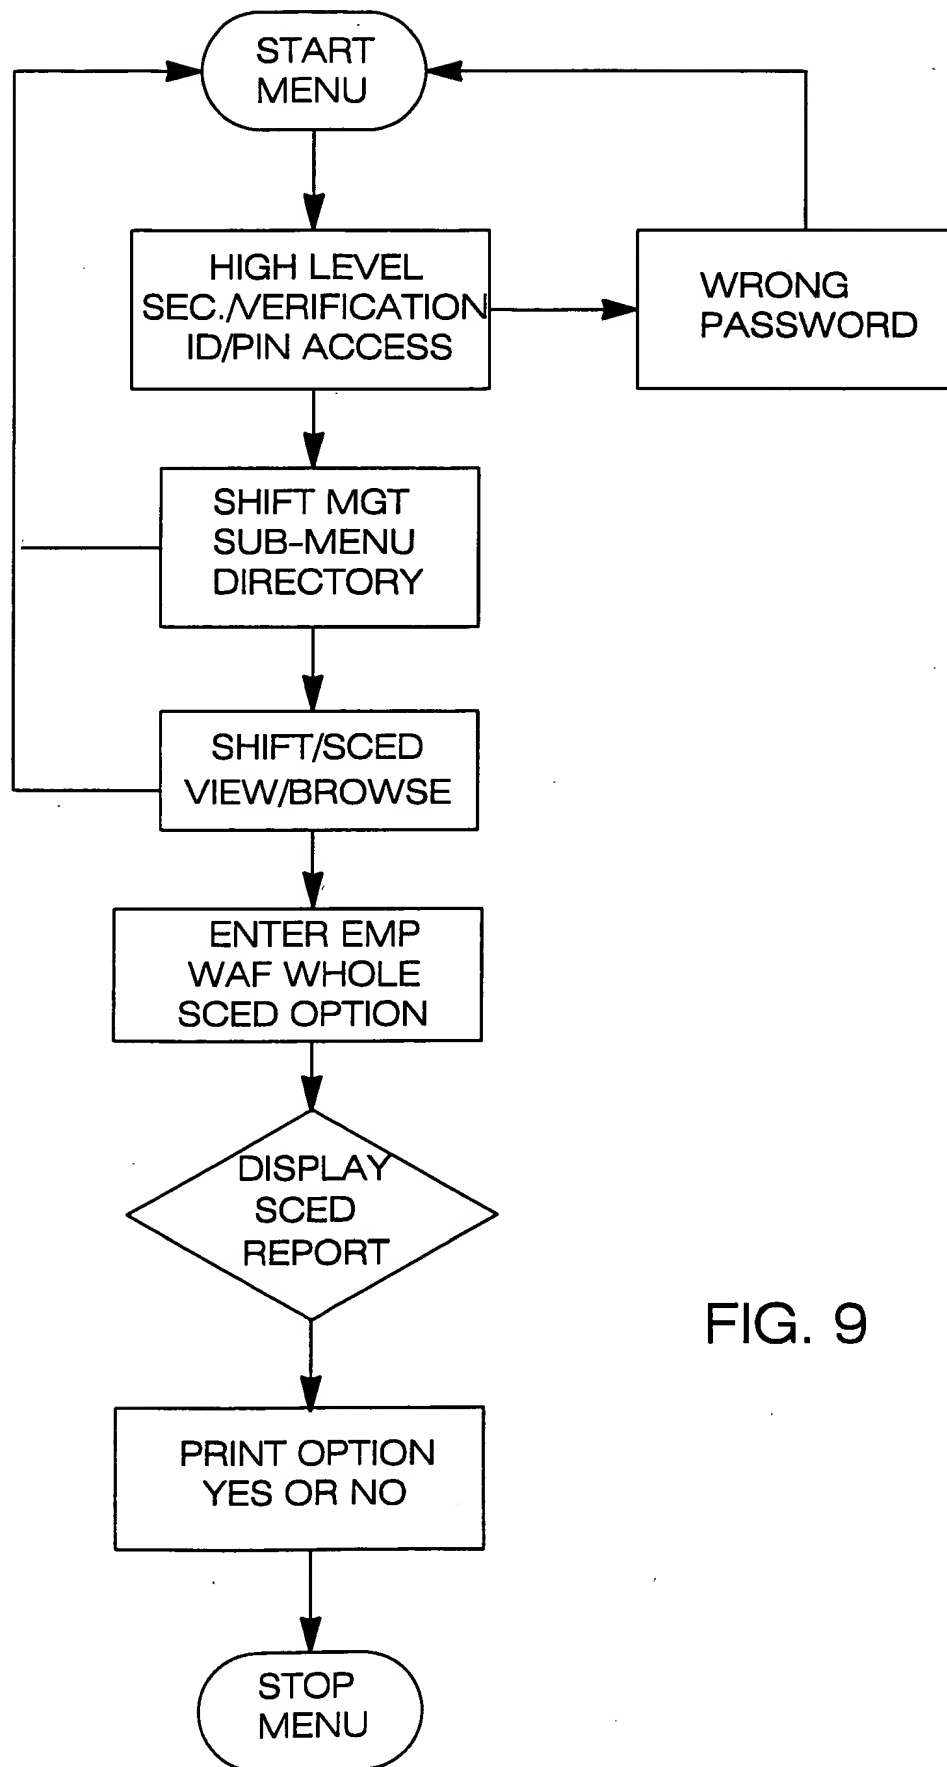 START
MENU
HIGH LEVEL
SEC./VERIFICATION
ID/PIN ACCESS
WRONG
PASSWORD
SHIFT MGT
SUB-MENU
DIRECTORY
SHIFT/SCED
VIEW/BROWSE
ENTER EMP
WAF WHOLE
SCED OPTION
DISPLAY
SCED
REPORT
FIG. 9
PRINT OPTION
YES OR NO
STOP
MENU